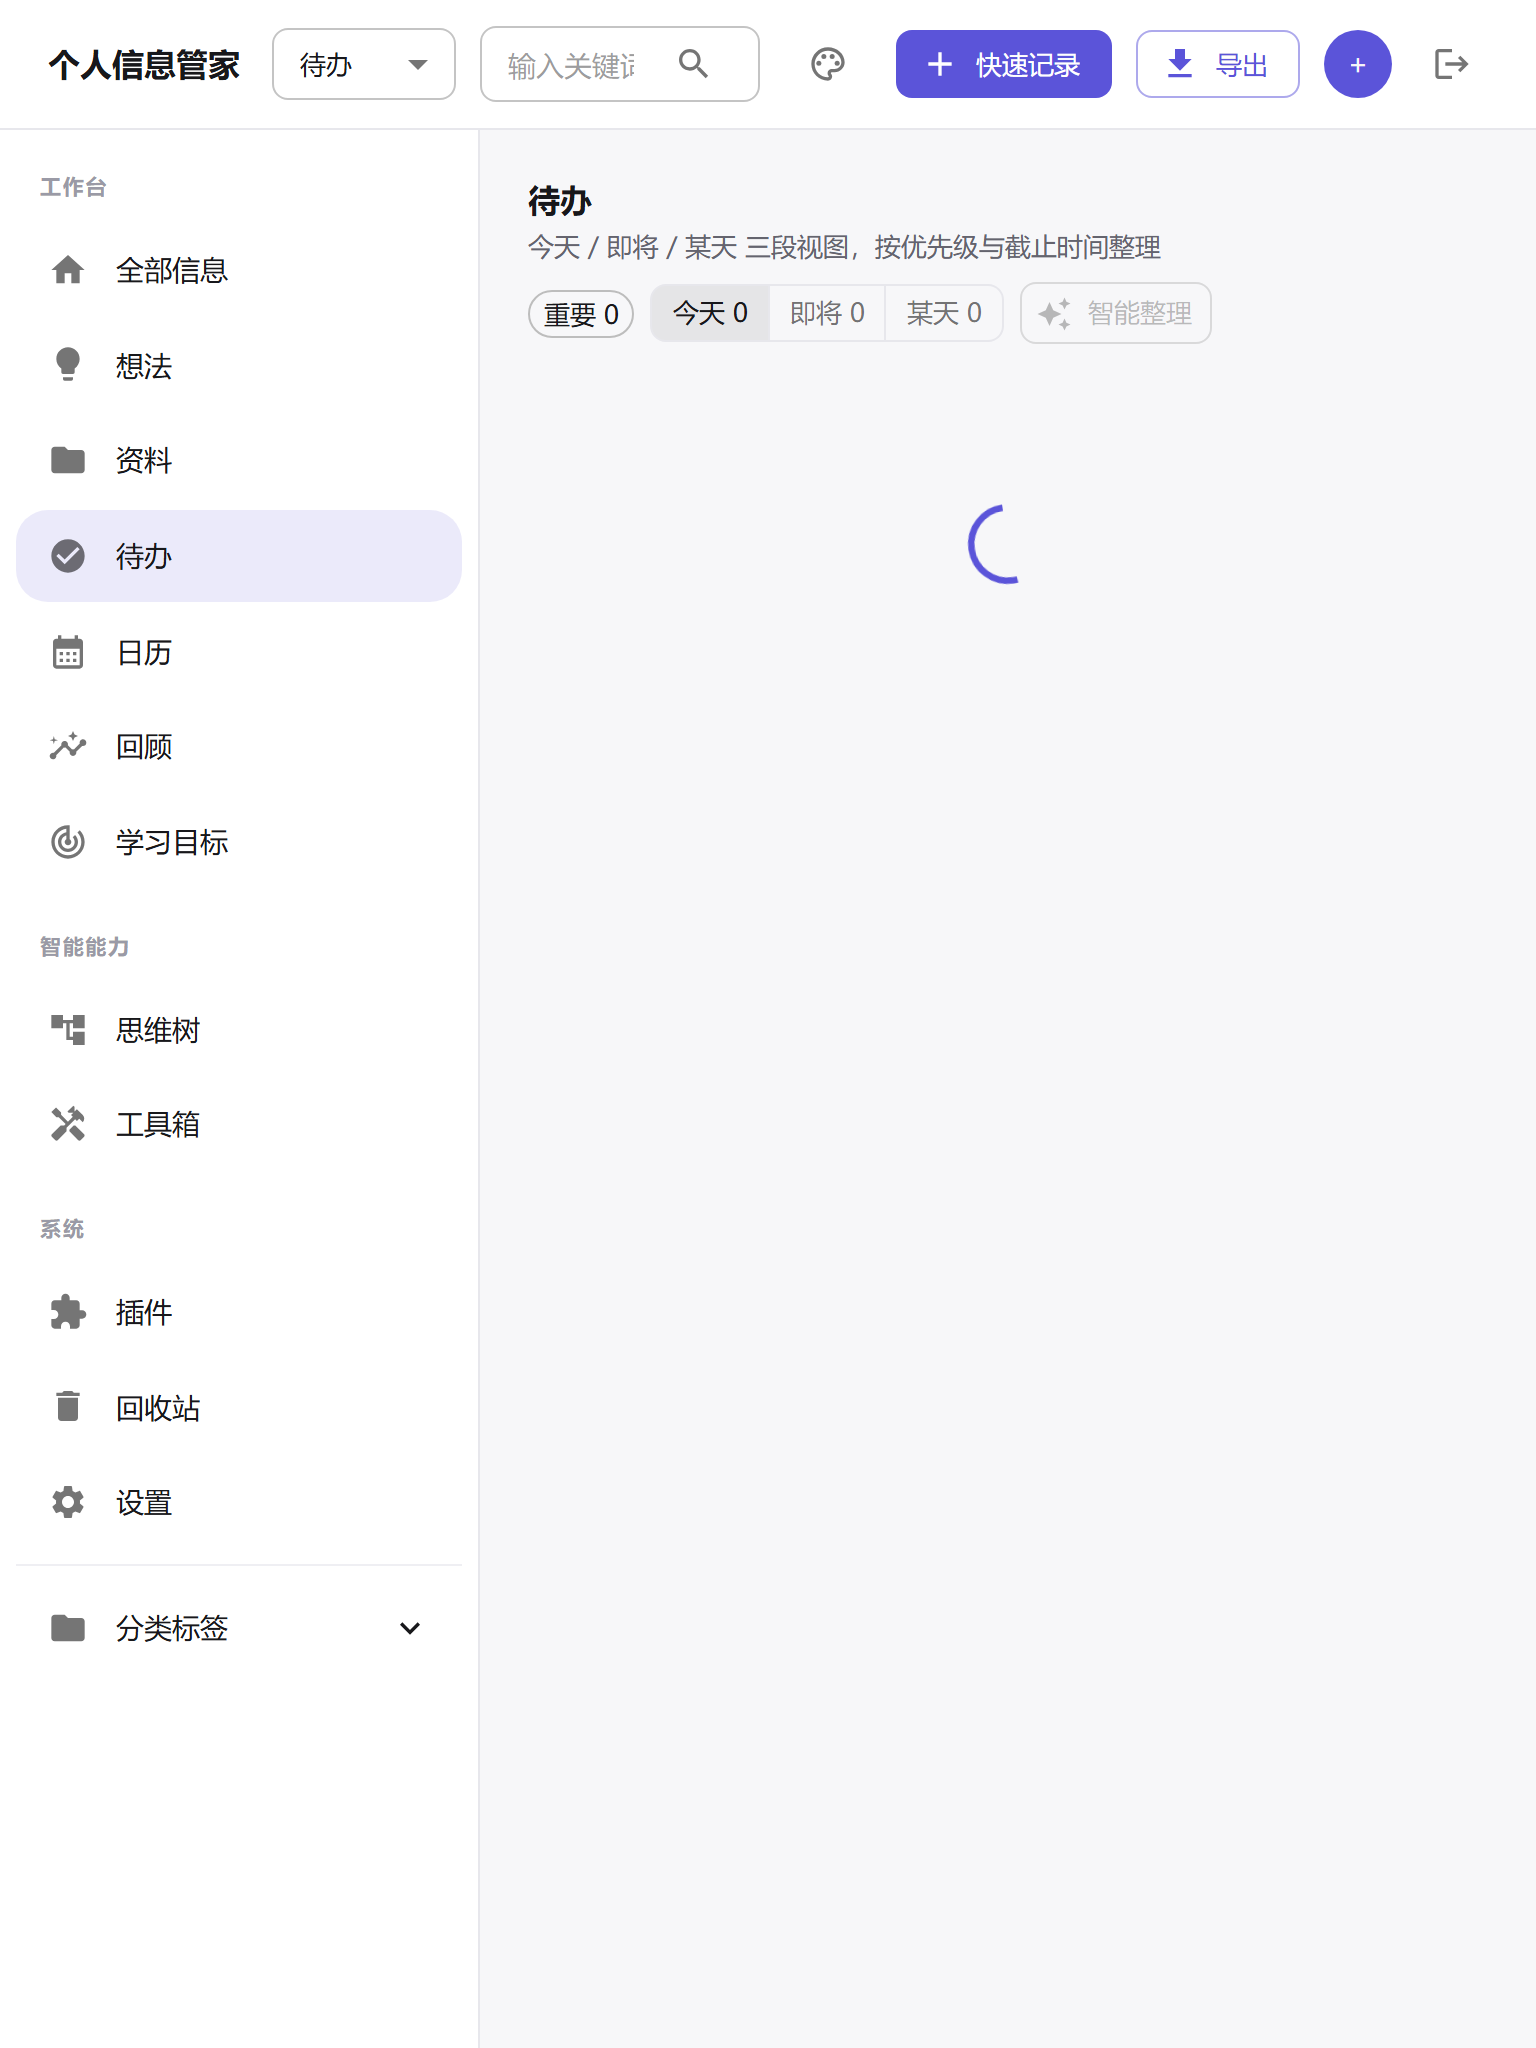 个人信息管家
待办
输入关键
快速记录
导出
+
工作台
全部信息
想法
资料
待办
日历
回顾
学习目标
智能能力
思维树
工具箱
系统
插件
回收站
设置
分类标签
待办
今天 / 即将 / 某天 三段视图，按优先级与截止时间整理
重要 0
今天 0
即将 0
某天 0
智能整理